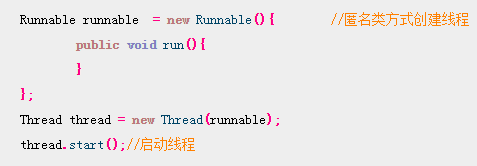 Runnable runnable  = new Runnable(){       //匿名类方式创建线程
        public void run(){
        }
};
Thread thread = new Thread(runnable);
thread.start();//启动线程